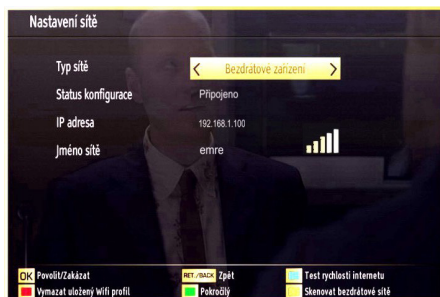 Nastavení sítě
Typ sítě
Bezdrátové zařízení
Status konfigurace Připojeno
IP adresa 192.168.1.100
Jméno sítě emre
OK Povolit/Zakázat RET./BACK Zpět Test rychlosti internetu
Vymazat uložený Wifi profil Pokročilý Skenovat bezdrátové sítě